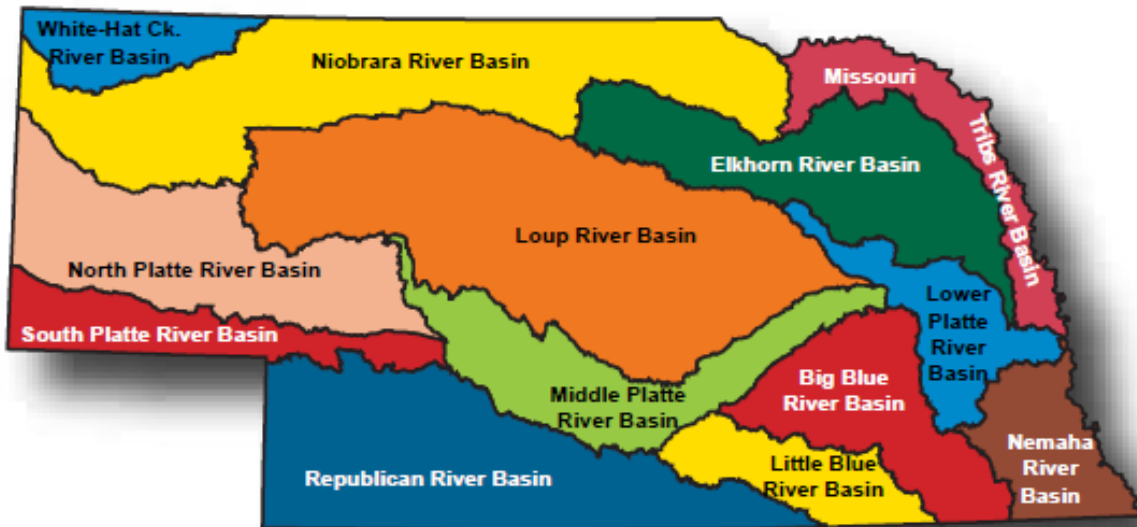 White-Hat Ck.
River Basin
Niobrara River Basin
Missouri
Tribs River Basin
Elkhorn River Basin
Loup River Basin
North Platte River Basin
South Platte River Basin
Lower
Platte
River
Basin
Middle Platte
River Basin
Big Blue
River Basin
Republican River Basin
Little Blue
River Basin
Nemaha
River
Basin